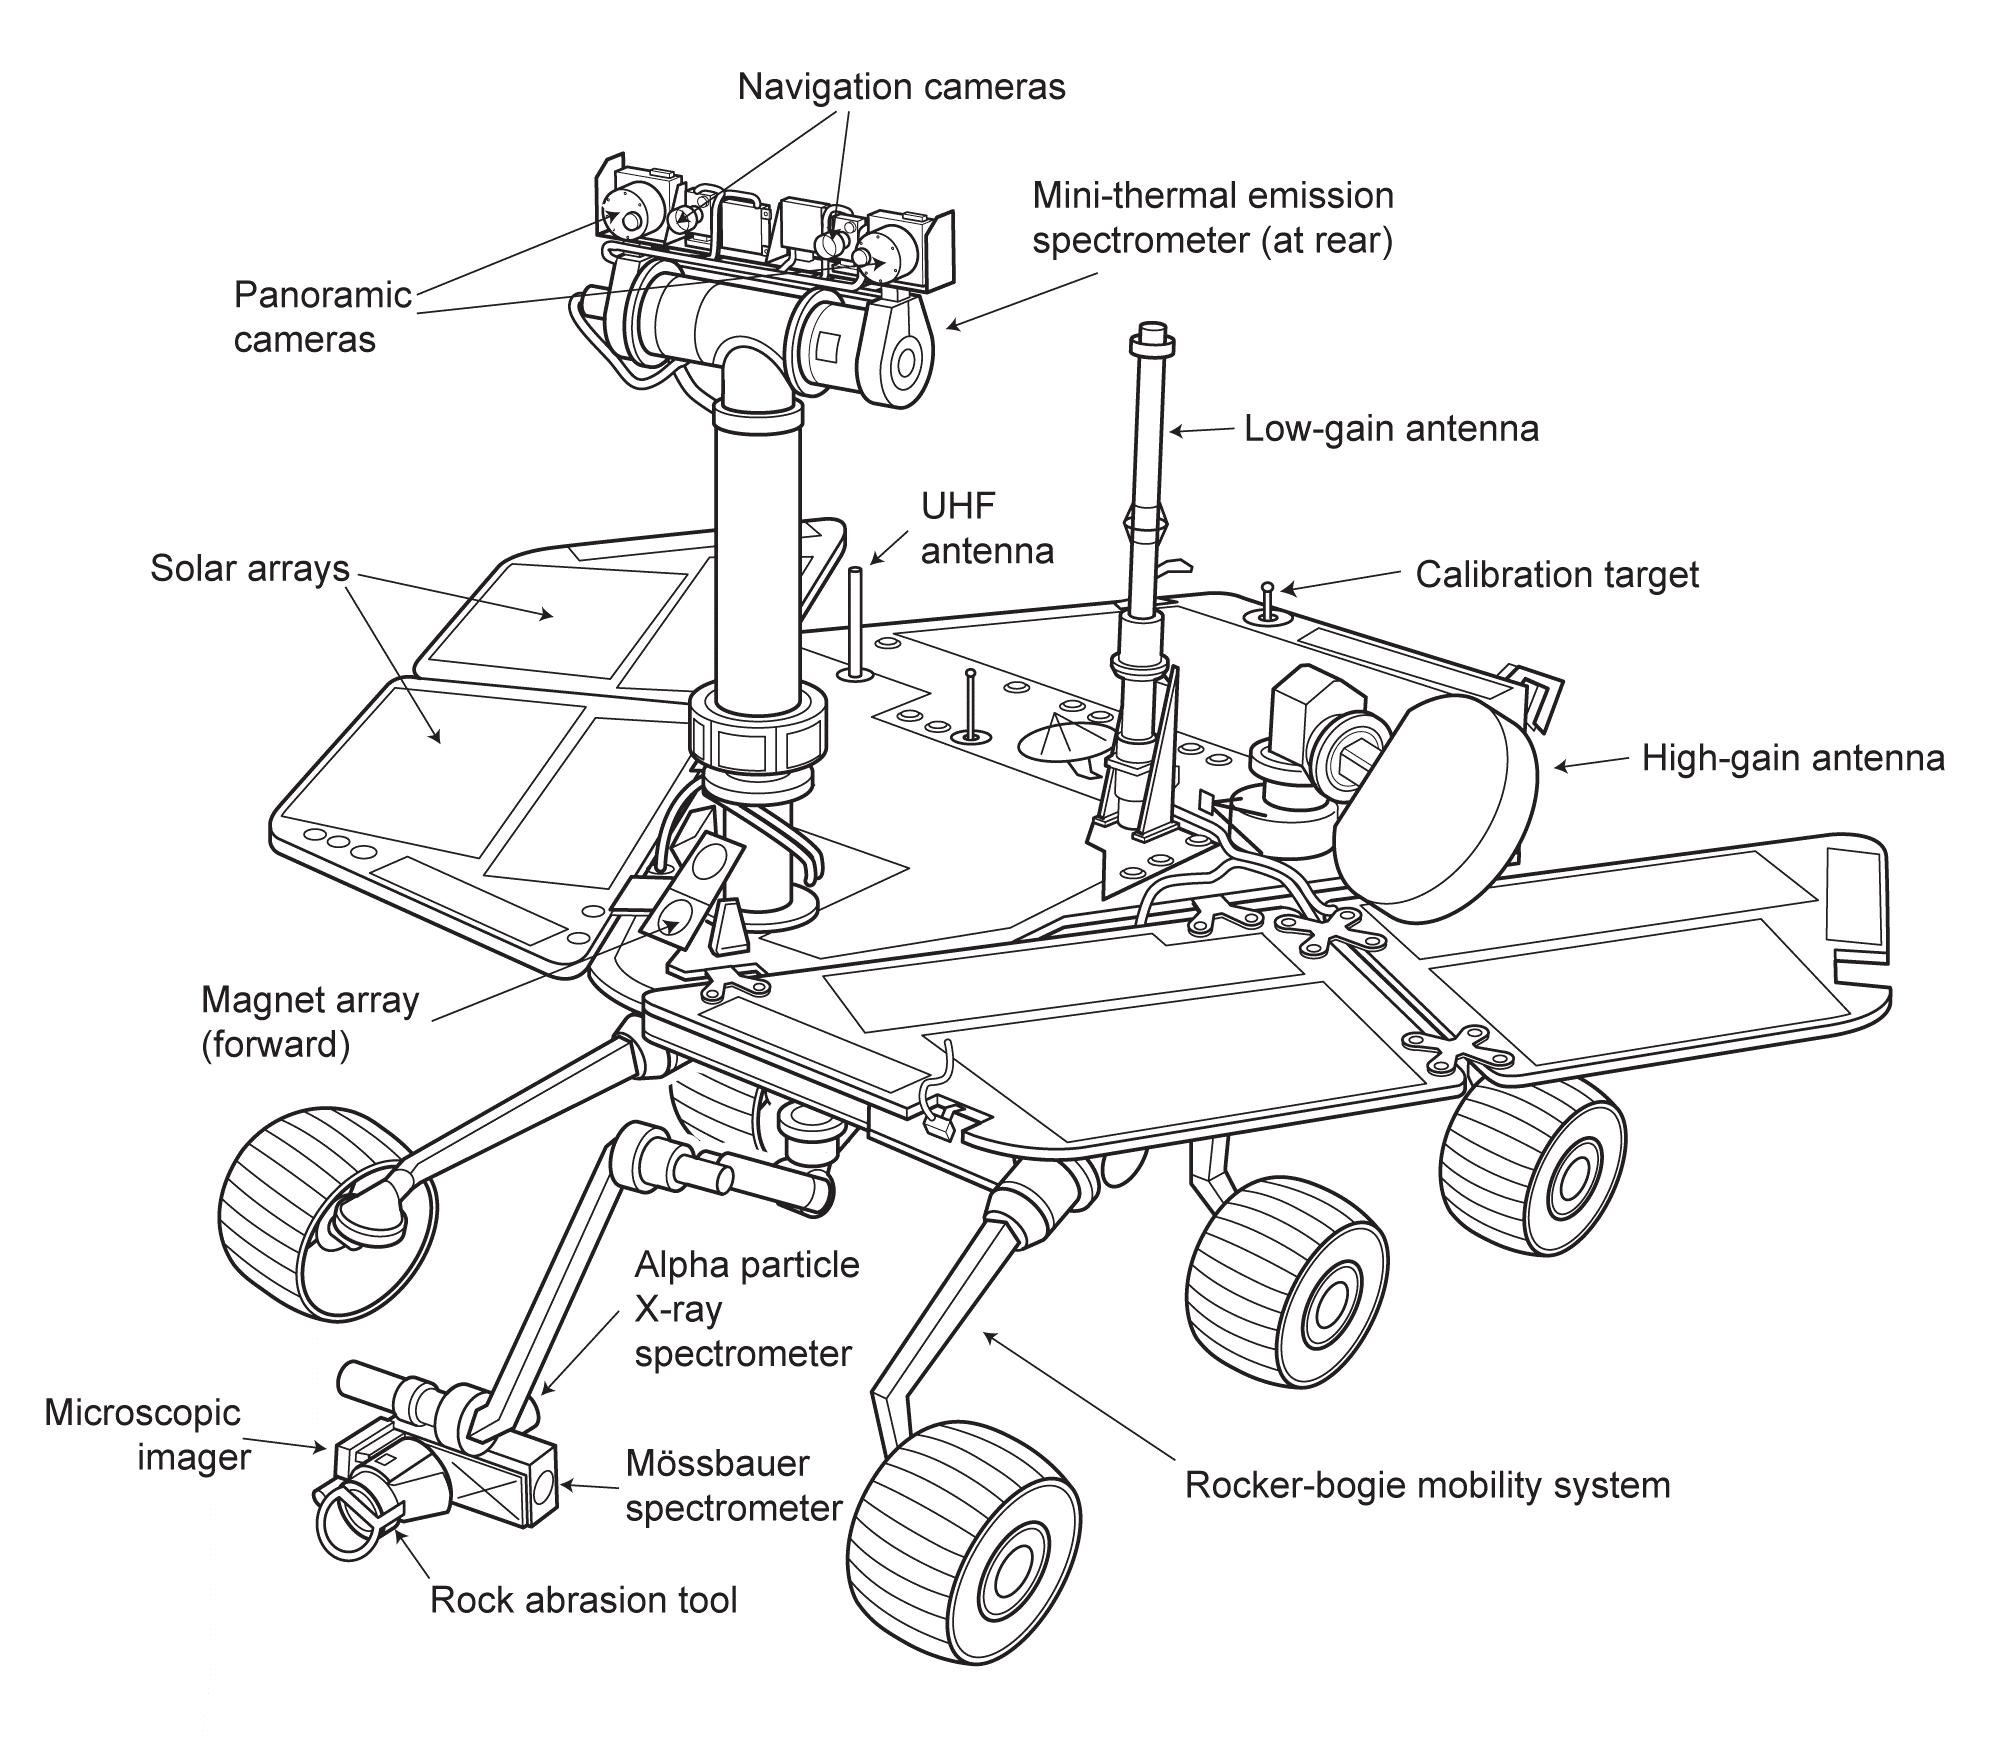 Navigation cameras
Mini-thermal emission
spectrometer (at rear)
Panoramic
cameras
Low-gain antenna
UHF
antenna
Solar arrays
Calibration target
High-gain antenna
Magnet array
(forward)
Alpha particle
X-ray
spectrometer
Microscopic
imager
Mössbauer
spectrometer
Rocker-bogie mobility system
Rock abrasion tool